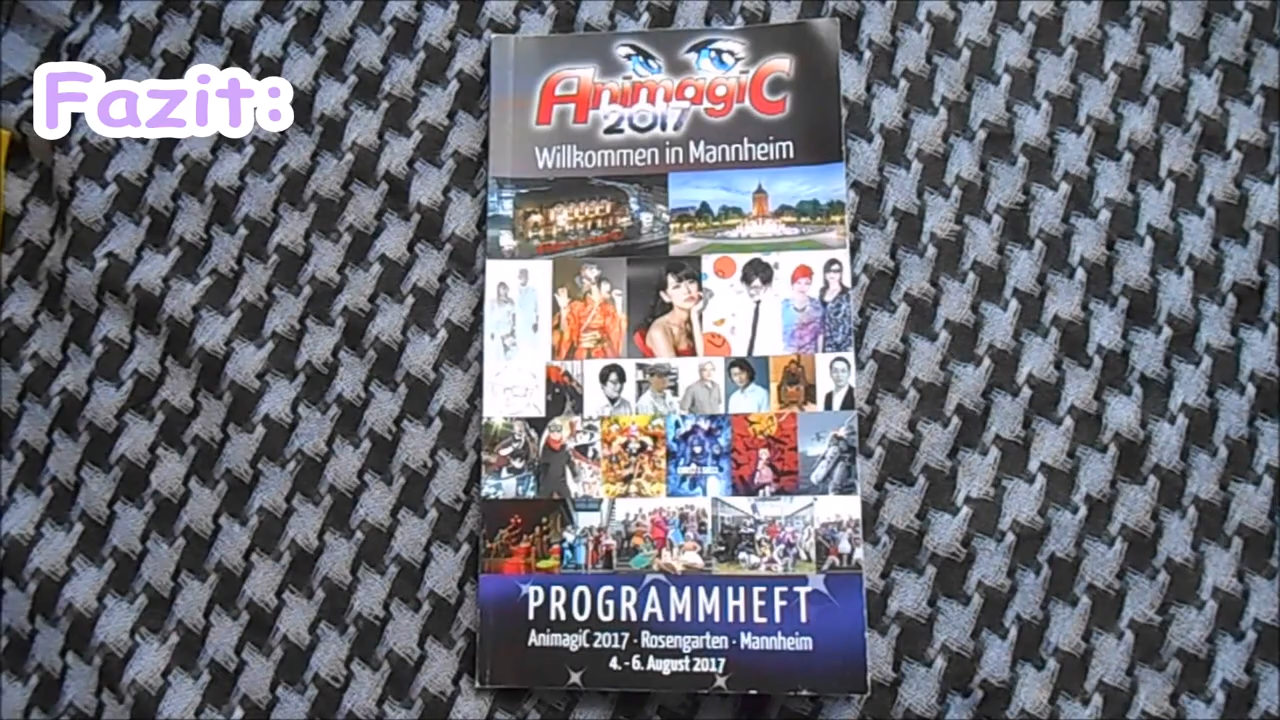 Fazit:
AnimagiC
2017
Willkommen in Mannheim
PROGRAMMHEFT
AnimagiC 2017 · Rosengarten · Mannheim
4. - 6. August 2017